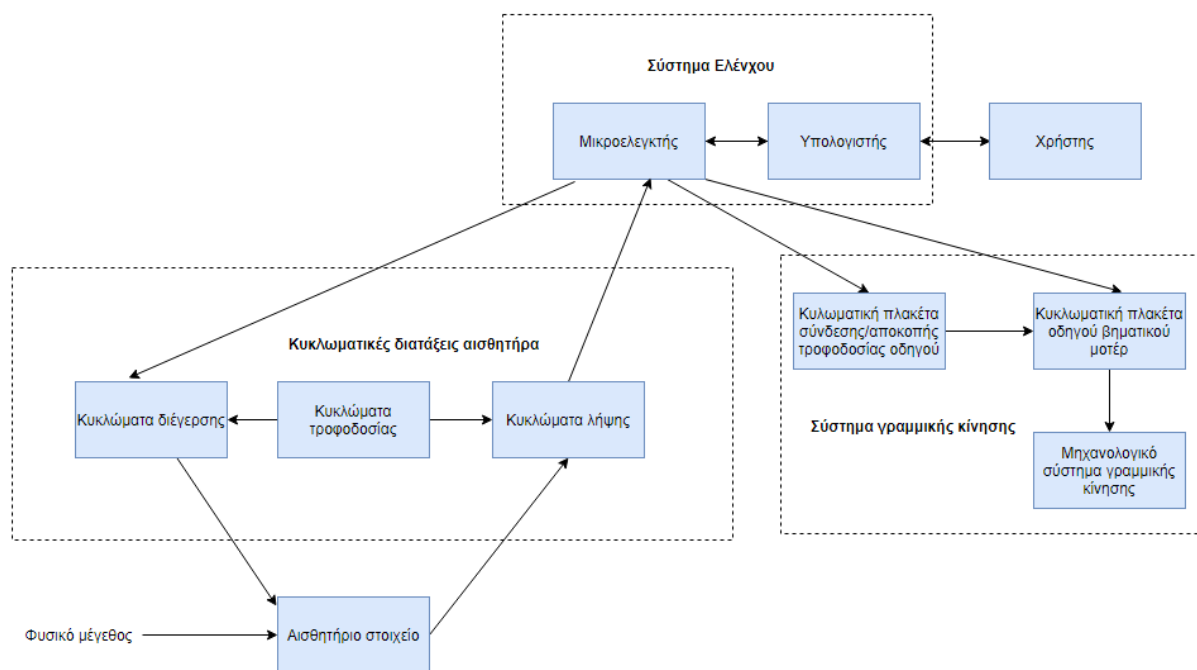 Σύστημα Ελένχου
Μικροελεγκτής
Υπολογιστής
Χρήστης
Κυκλωματικές διατάξεις αισθητήρα
Κυκλώματα διέγερσης
Κυκλώματα
τροφοδοσίας
Κυκλώματα λήψης
Κυλωματική πλακέτα
σύνδεσης/αποκοπής
τροφοδοσίας οδηγού
Κυκλωματική πλακέτα
οδηγού βηματικού
μοτέρ
Σύστημα γραμμικής κίνησης
Μηχανολογικό
σύστημα γραμμικής
κίνησης
Φυσικό μέγεθος
Αισθητήριο στοιχείο